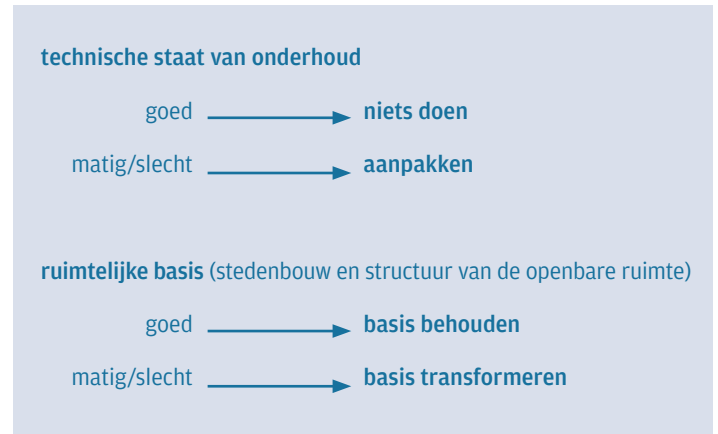 technische staat van onderhoud
goed niets doen
matig/slecht aanpakken
ruimtelijke basis (stedenbouw en structuur van de openbare ruimte)
goed basis behouden
matig/slecht basis transformeren